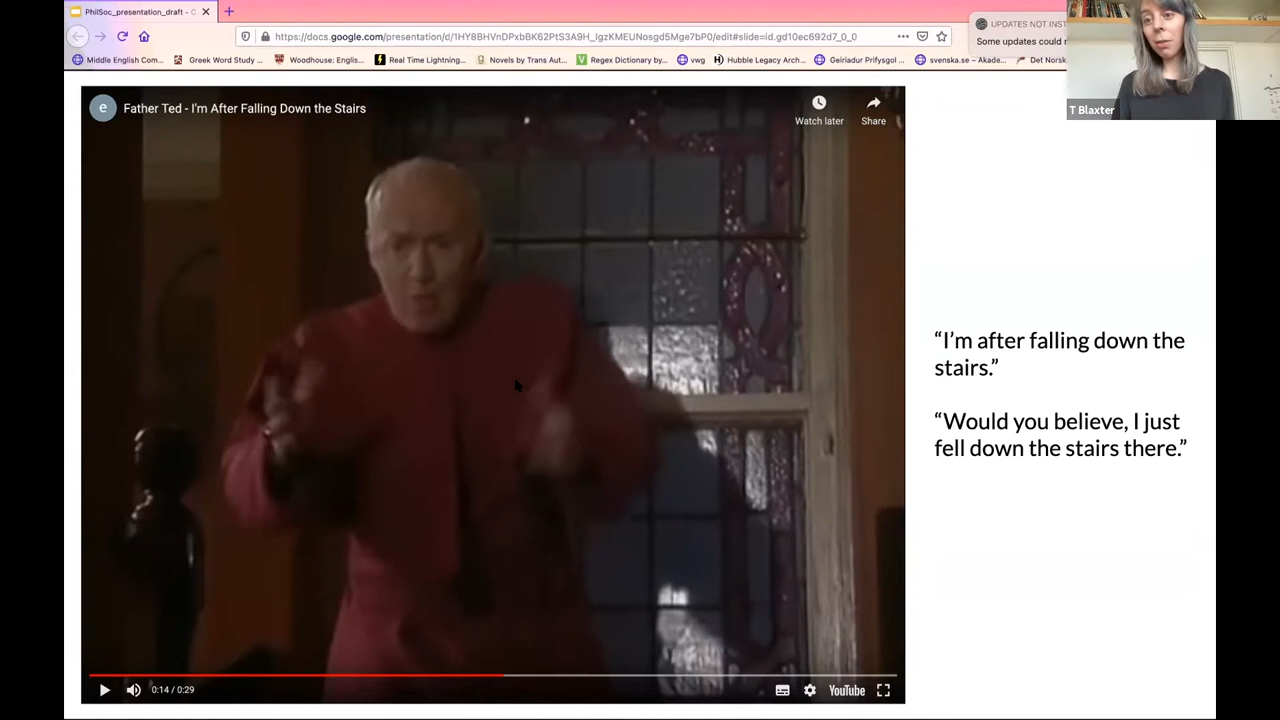 PhilSoc_presentation_draft - G
https://docs.google.com/presentation/d/1HY8BHVnDPxbBK62PtS3A9H_IgzKMEUNosgd5Mge7bP0/edit#slide=id.gd10ec692d7_0_0
UPDATES NOT INST
Some updates could r
Middle English Com...
Greek Word Study ...
Woodhouse: Englis...
Real Time Lightning...
Novels by Trans Aut...
Regex Dictionary by...
vwg
Hubble Legacy Arch...
Geiriadur Prifysgol ...
svenska.se – Akade...
Det Norsk
T Blaxter
e
Father Ted - I'm After Falling Down the Stairs
Watch later
Share
“I’m after falling down the
stairs.”
“Would you believe, I just
fell down the stairs there.”
0:14 / 0:29
YouTube